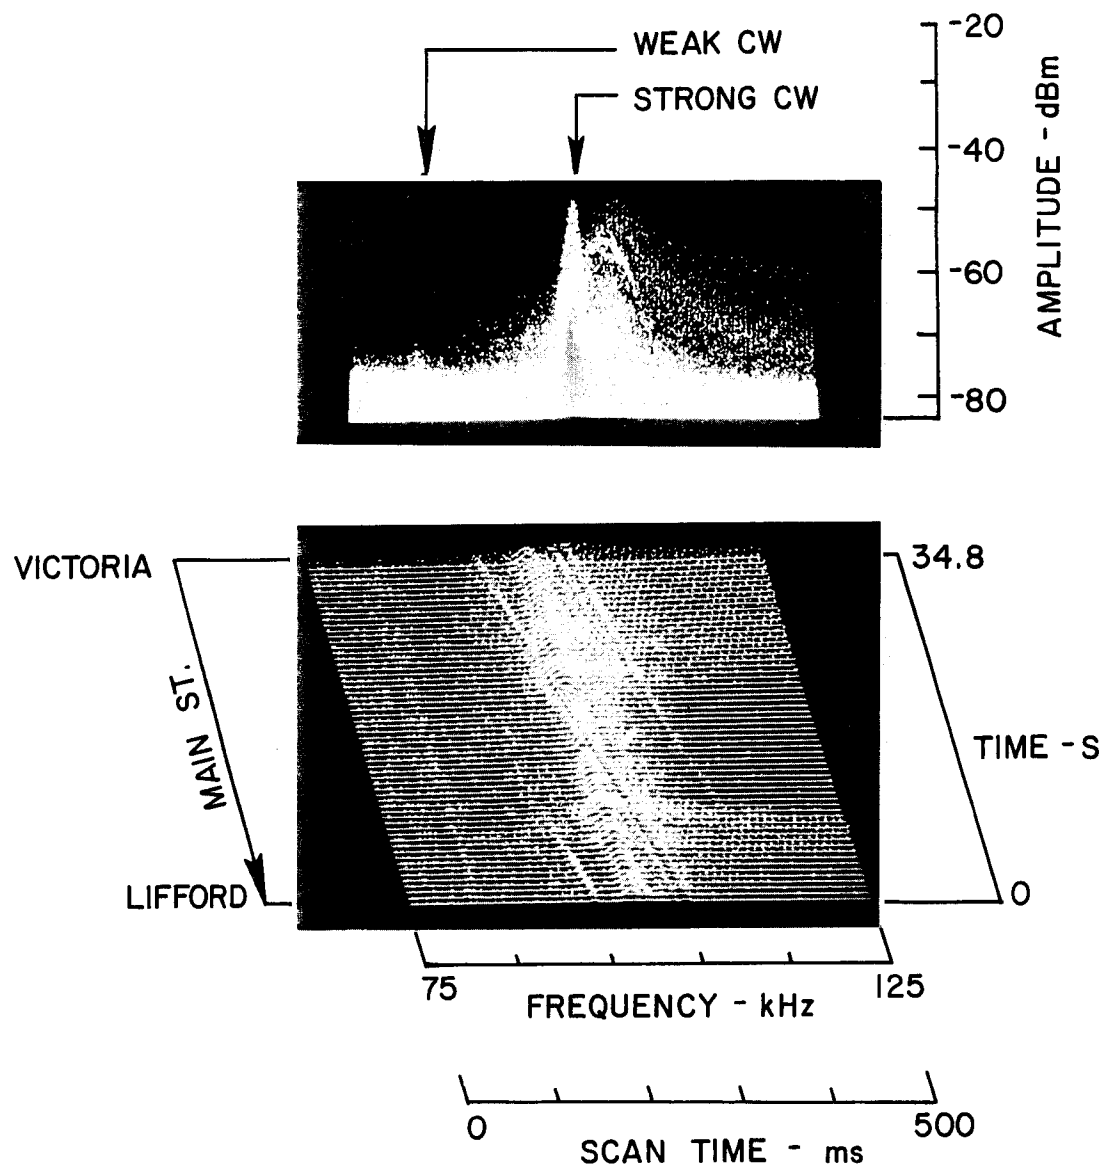 WEAK CW
STRONG CW
-20
-40
-60
-80
AMPLITUDE - dBm
VICTORIA
MAIN ST.
LIFFORD
34.8
TIME - S
0
75
125
FREQUENCY - kHz
0
500
SCAN TIME - ms